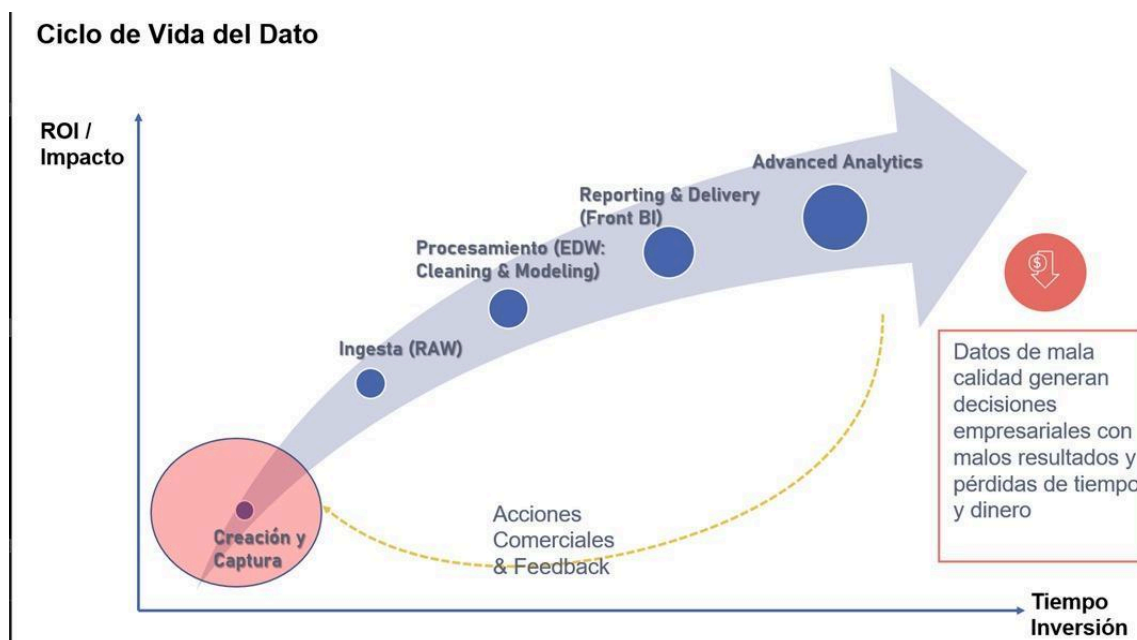 Ciclo de Vida del Dato
ROI /
Impacto
Advanced Analytics
Reporting & Delivery
(Front BI)
Procesamiento (EDW:
Cleaning & Modeling)
Ingesta (RAW)
Creación y
Captura
Acciones
Comerciales
& Feedback
$
Datos de mala
calidad generan
decisiones
empresariales con
malos resultados y
pérdidas de tiempo
y dinero
Tiempo
Inversión